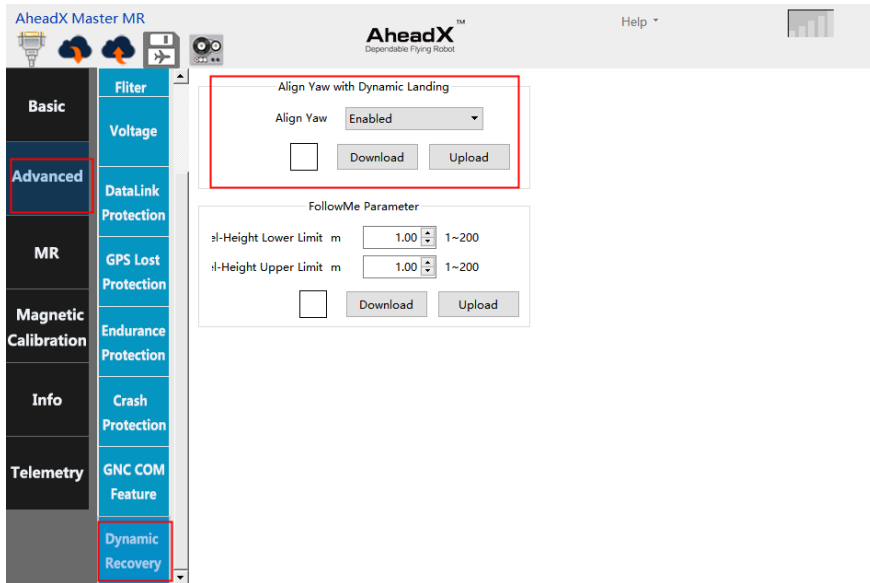 AheadX Master MR
AheadX™
Dependable Flying Robot
Help
Basic
Advanced
MR
Magnetic
Calibration
Info
Telemetry
Fliter
Voltage
DataLink
Protection
GPS Lost
Protection
Endurance
Protection
Crash
Protection
GNC COM
Feature
Dynamic
Recovery
Align Yaw with Dynamic Landing
Align Yaw Enabled
Download Upload
FollowMe Parameter
el-Height Lower Limit m 1.00 1~200
el-Height Upper Limit m 1.00 1~200
Download Upload